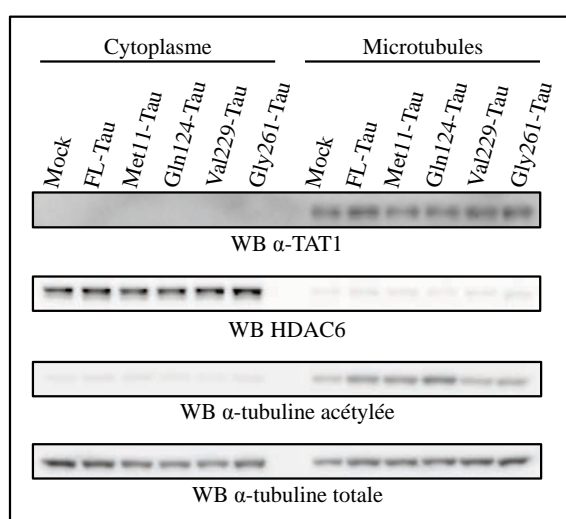 Cytoplasme Microtubules
Mock FL-Tau Met11-Tau Gln124-Tau Val229-Tau Gly261-Tau Mock FL-Tau Met11-Tau Gln124-Tau Val229-Tau Gly261-Tau
WB α-TAT1
WB HDAC6
WB α-tubuline acétylée
WB α-tubuline totale